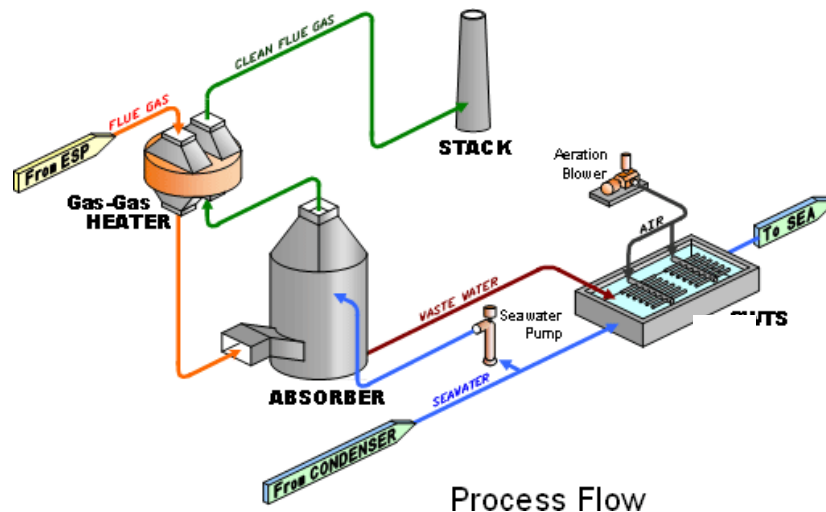 CLEAN FLUE GAS
FLUE GAS
From ESP
STACK
Gas-Gas
HEATER
Aeration
Blower
AIR
To SEA
WASTE WATER
Seawater
Pump
ABSORBER
SEAWATER
From CONDENSER
Process Flow